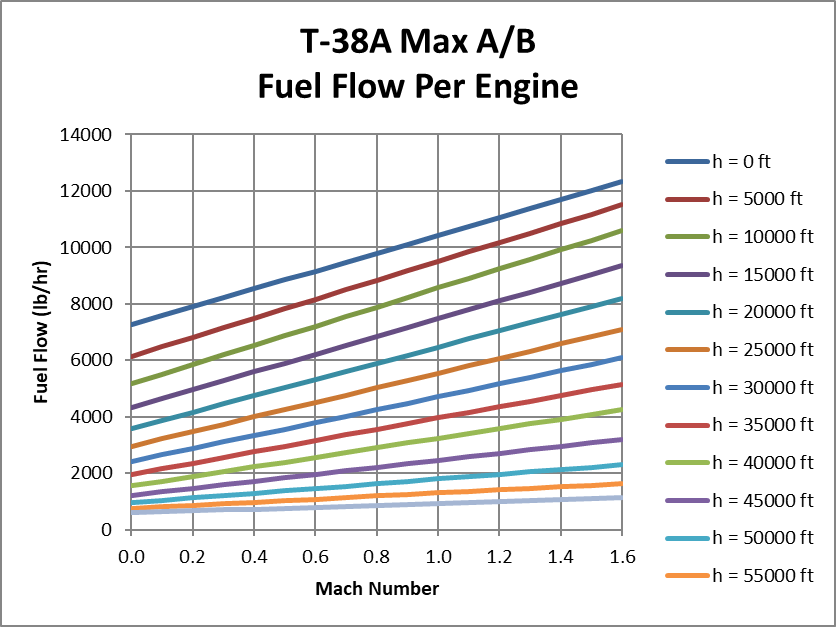 T-38A Max A/B
Fuel Flow Per Engine
Fuel Flow (lb/hr)
14000
12000
10000
8000
6000
4000
2000
0
0.0 0.2 0.4 0.6 0.8 1.0 1.2 1.4 1.6
Mach Number
h = 0 ft
h = 5000 ft
h = 10000 ft
h = 15000 ft
h = 20000 ft
h = 25000 ft
h = 30000 ft
h = 35000 ft
h = 40000 ft
h = 45000 ft
h = 50000 ft
h = 55000 ft